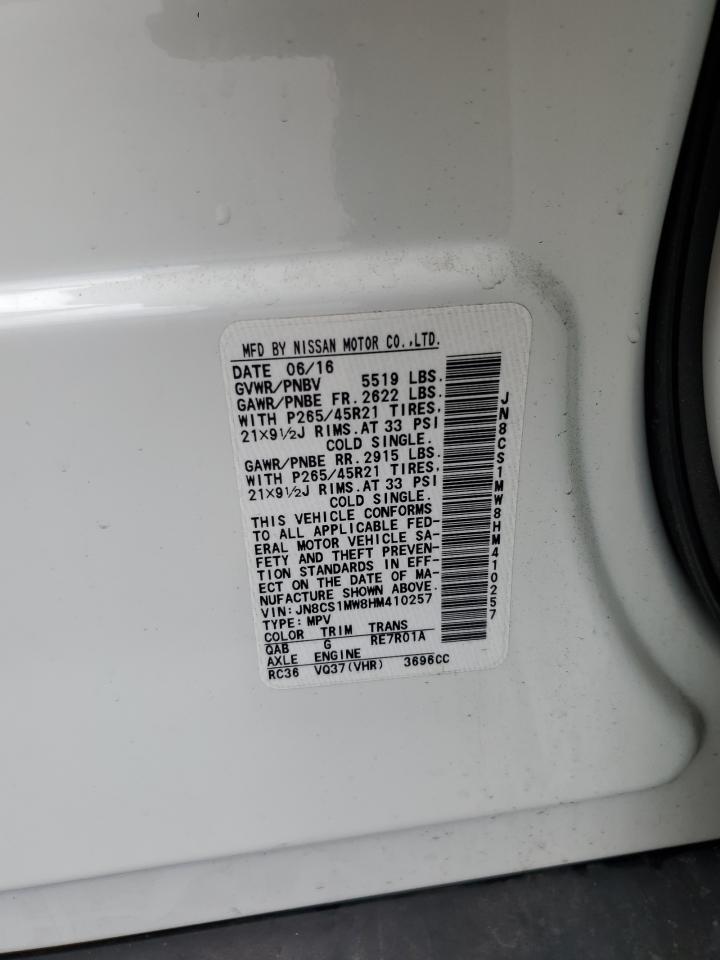 MFD BY NISSAN MOTOR CO.,LTD.
DATE 06/16
GVWR/PNBV 5519 LBS.
GAWR/PNBE FR. 2622 LBS.
WITH P265/45R21 TIRES,
21×9½J RIMS.AT 33 PSI
COLD SINGLE.
GAWR/PNBE RR. 2915 LBS.
WITH P265/45R21 TIRES,
21×9½J RIMS.AT 33 PSI
COLD SINGLE.
THIS VEHICLE CONFORMS
TO ALL APPLICABLE FED-
ERAL MOTOR VEHICLE SA-
FETY AND THEFT PREVEN-
TION STANDARDS IN EFF-
ECT ON THE DATE OF MA-
NUFACTURE SHOWN ABOVE.
VIN: JN8CS1MW8HM410257
TYPE: MPV
COLOR TRIM TRANS
QAB G RE7R01A
AXLE ENGINE
RC36 VQ37(VHR) 3696CC
JN8CS1MW8HM410257